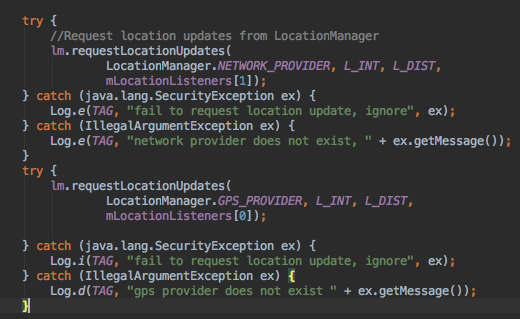 try {
//Request location updates from LocationManager
lm.requestLocationUpdates(
LocationManager.NETWORK_PROVIDER, L_INT, L_DIST,
mLocationListeners[1]);
} catch (java.lang.SecurityException ex) {
Log.e(TAG, "fail to request location update, ignore", ex);
} catch (IllegalArgumentException ex) {
Log.e(TAG, "network provider does not exist, " + ex.getMessage());
}
try {
lm.requestLocationUpdates(
LocationManager.GPS_PROVIDER, L_INT, L_DIST,
mLocationListeners[0]);
} catch (java.lang.SecurityException ex) {
Log.i(TAG, "fail to request location update, ignore", ex);
} catch (IllegalArgumentException ex) {
Log.d(TAG, "gps provider does not exist " + ex.getMessage());
}